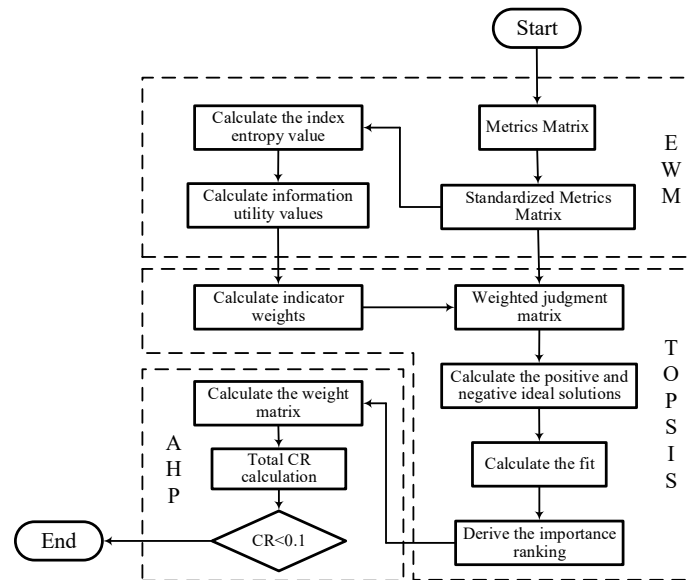 Start
Calculate the index
entropy value
Metrics Matrix
E
W
M
Calculate information
utility values
Standardized Metrics
Matrix
Calculate indicator
weights
Weighted judgment
matrix
T
O
P
S
I
S
Calculate the positive and
negative ideal solutions
Calculate the weight
matrix
A
H
P
Total CR
calculation
Calculate the fit
End
CR<0.1
Derive the importance
ranking